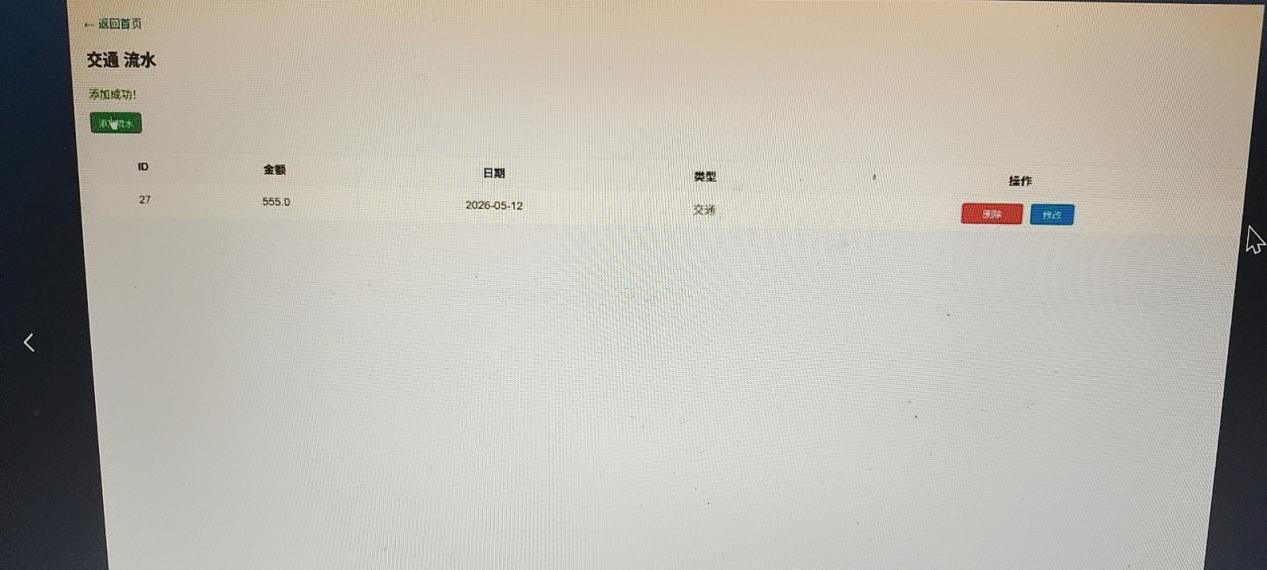 ← 返回首页
交通 流水
添加成功!
添加流水
ID 金额 日期 类型 操作
27 555.0 2026-05-12 交通 删除 修改